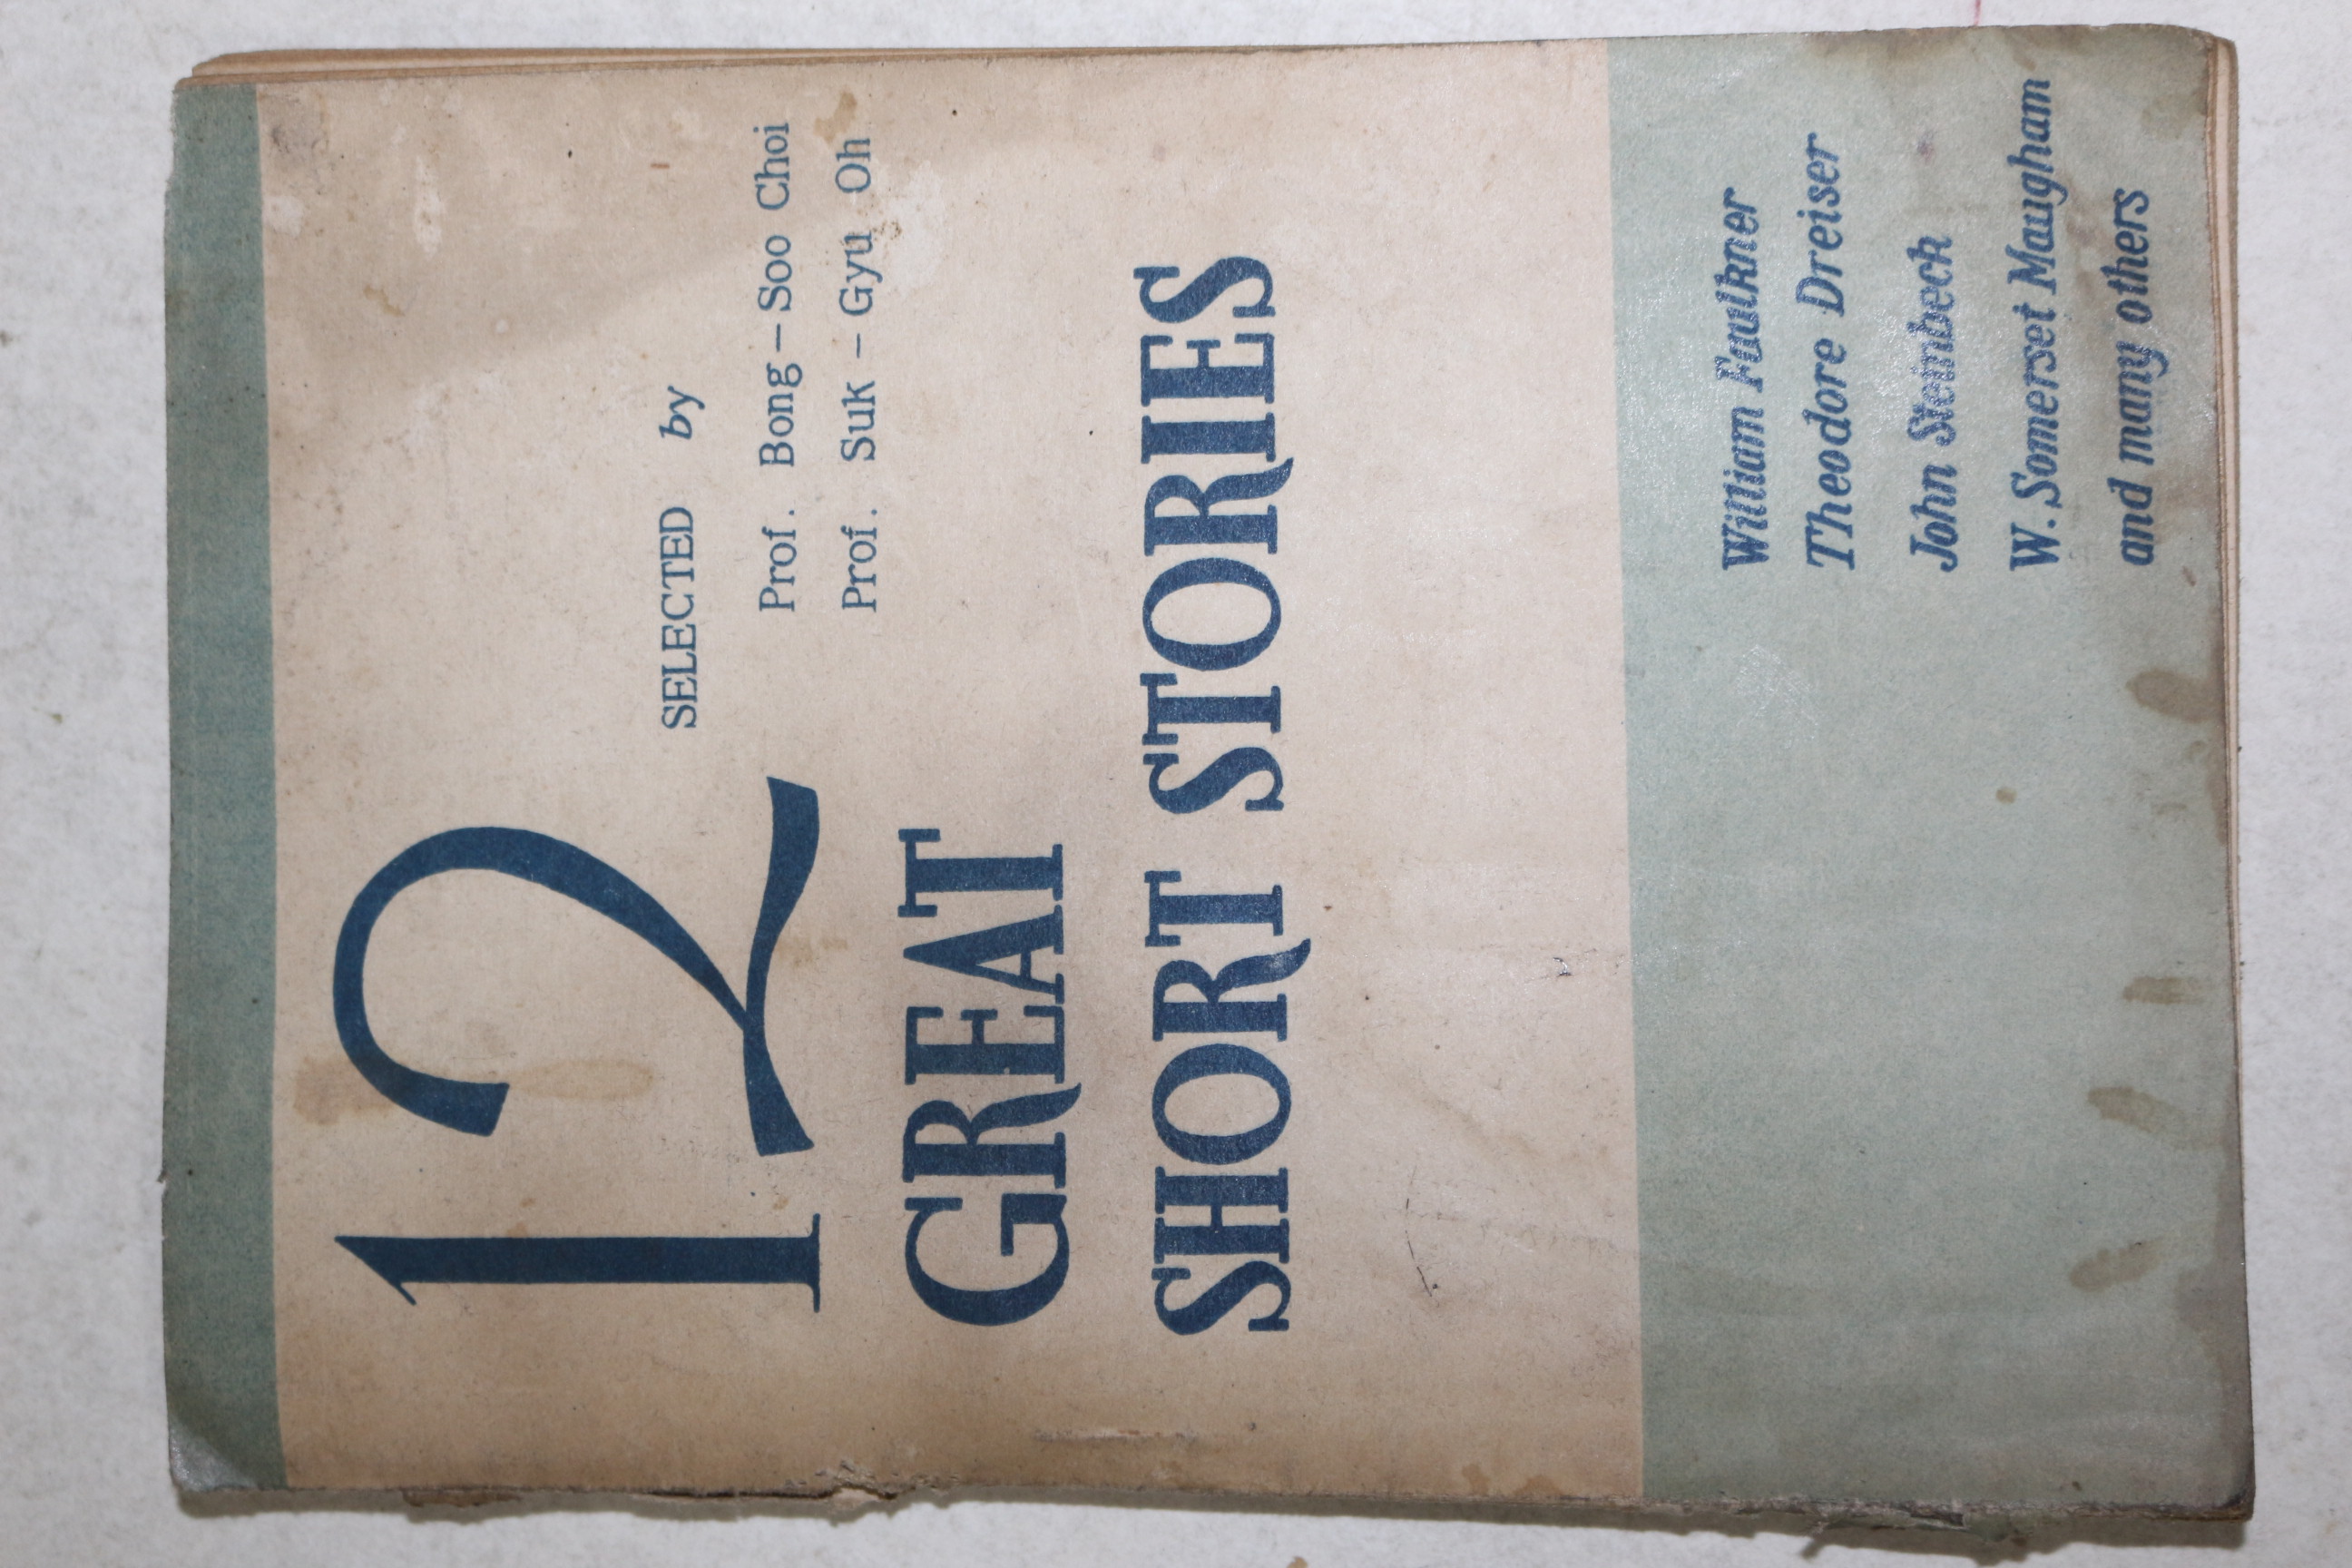 12
SELECTED by
Prof. Bong-Soo Choi
Prof. Suk-Gyu Oh
GREAT
SHORT STORIES
William Faulkner
Theodore Dreiser
John Steinbeck
W. Somerset Maugham
and many others